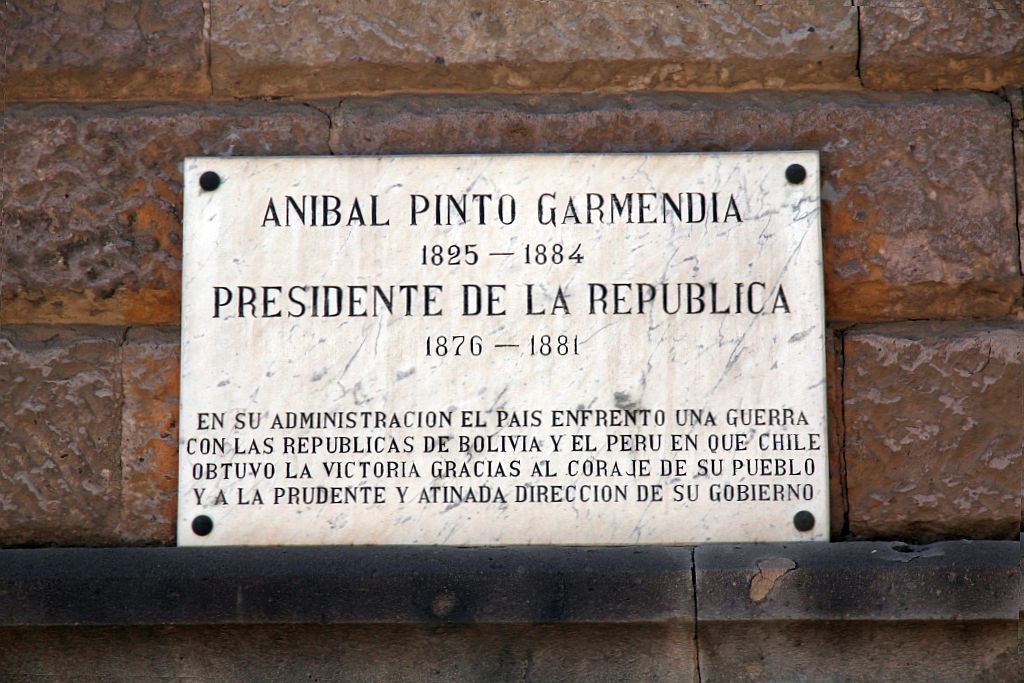 ANIBAL PINTO GARMENDIA
1825 — 1884
PRESIDENTE DE LA REPUBLICA
1876 — 1881
EN SU ADMINISTRACION EL PAIS ENFRENTO UNA GUERRA
CON LAS REPUBLICAS DE BOLIVIA Y EL PERU EN QUE CHILE
OBTUVO LA VICTORIA GRACIAS AL CORAJE DE SU PUEBLO
Y A LA PRUDENTE Y ATINADA DIRECCION DE SU GOBIERNO